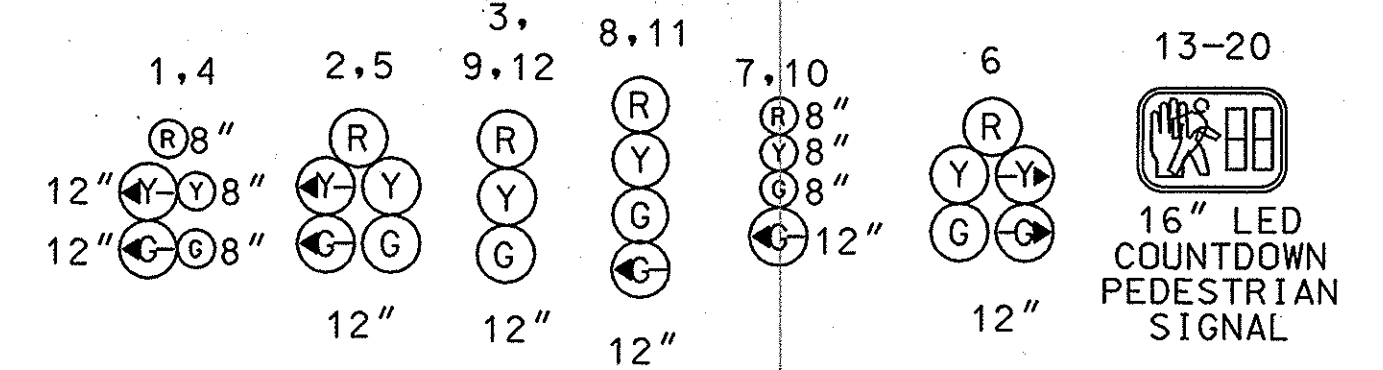 1,4
R 8"
12" Y Y 8"
12" G G 8"
2,5
R
Y Y
G G
12"
3,
9,12
R
Y
G
12"
8,11
R
Y
G
G
12"
7,10
R 8"
Y 8"
G 8"
G 12"
6
R
Y Y
G G
12"
13-20
16" LED
COUNTDOWN
PEDESTRIAN
SIGNAL